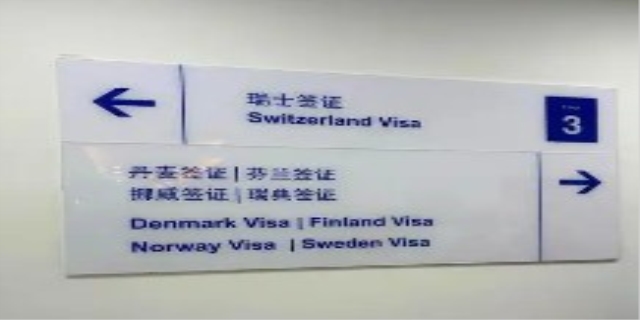 瑞士签证
Switzerland Visa
3
丹麦签证 | 芬兰签证
挪威签证 | 瑞典签证
Denmark Visa | Finland Visa
Norway Visa | Sweden Visa